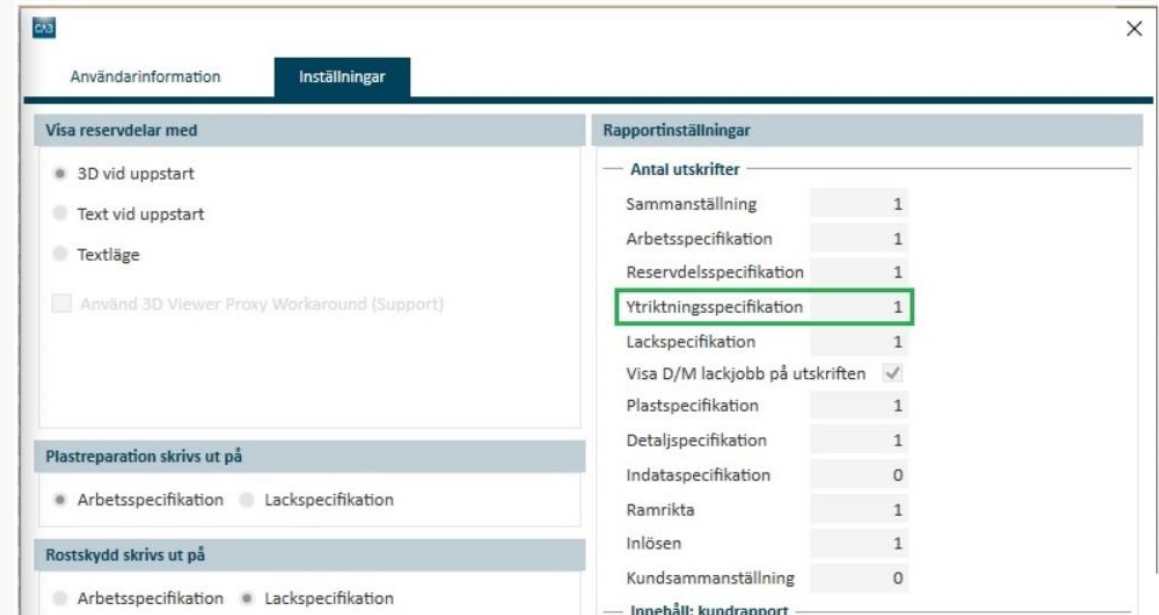 CAB
Användarinformation
Inställningar
Visa reservdelar med
3D vid uppstart
Text vid uppstart
Textläge
Använd 3D Viewer Proxy Workaround (Support)
Plastreparation skrivs ut på
Arbetsspecifikation Lackspecifikation
Rostskydd skrivs ut på
Arbetsspecifikation Lackspecifikation
Rapportinställningar
Antal utskrifter
Sammanställning 1
Arbetsspecifikation 1
Reservdelsspecifikation 1
Ytriktningsspecifikation 1
Lackspecifikation 1
Visa D/M lackjobb på utskriften
Plastspecifikation 1
Detaljspecifikation 1
Indataspecifikation 0
Ramrikta 1
Inlösen 1
Kundsammanställning 0
Innehåll: kundrapport